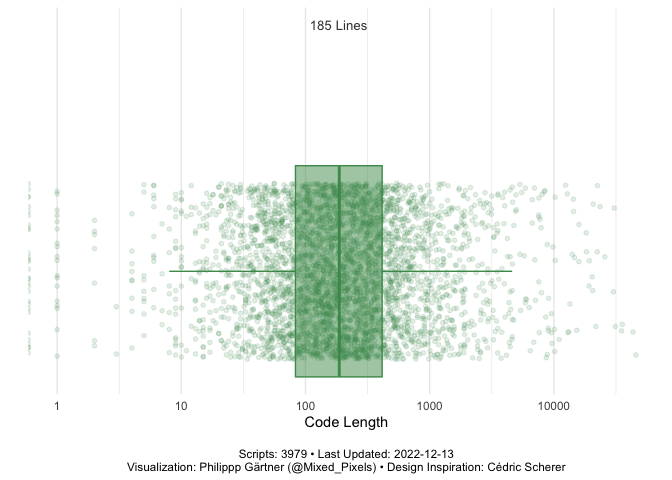 185 Lines
1 10 100 1000 10000
Code Length
Scripts: 3979 • Last Updated: 2022-12-13
Visualization: Philippp Gärtner (@Mixed_Pixels) • Design Inspiration: Cédric Scherer